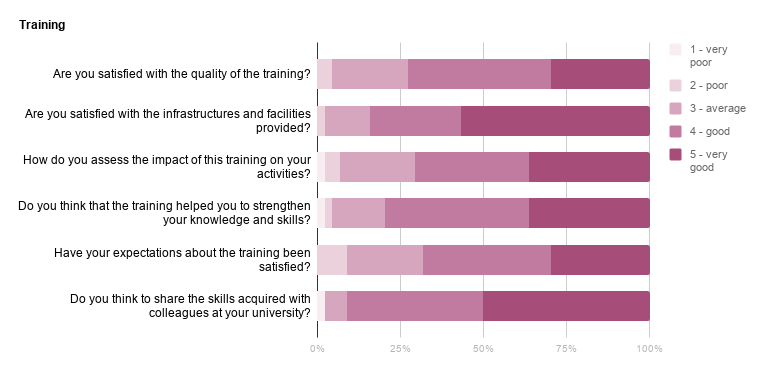 Training
Are you satisfied with the quality of the training?
Are you satisfied with the infrastructures and facilities
provided?
How do you assess the impact of this training on your
activities?
Do you think that the training helped you to strengthen
your knowledge and skills?
Have your expectations about the training been
satisfied?
Do you think to share the skills acquired with
colleagues at your university?
0%
25%
50%
75%
100%
1 - very
poor
2 - poor
3 - average
4 - good
5 - very
good